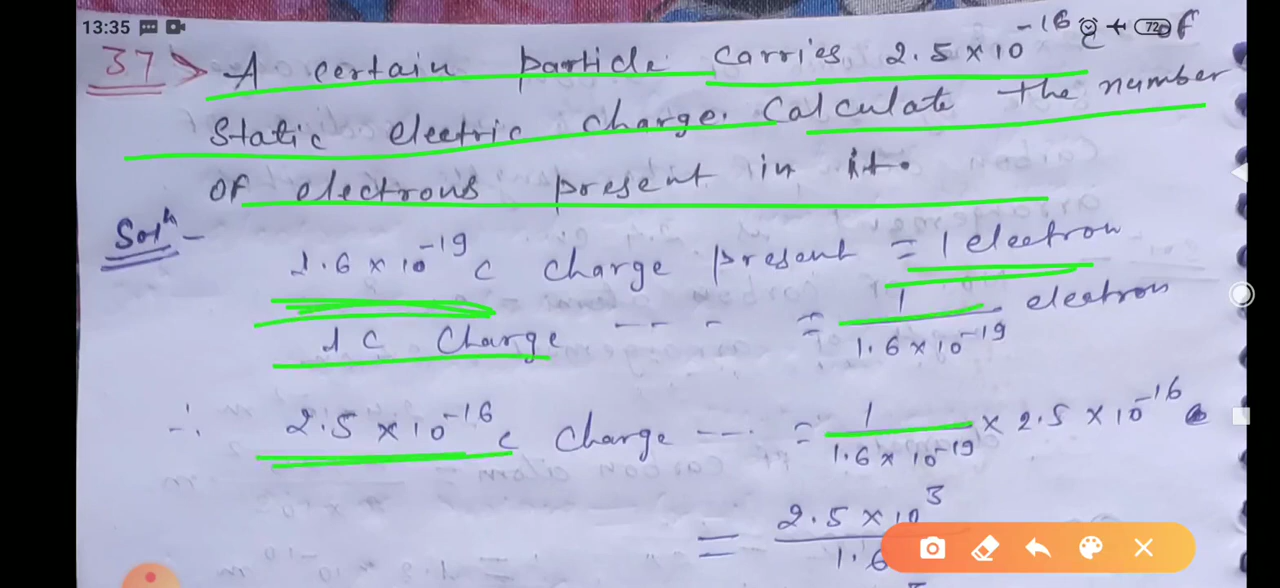 13:35 72
37> A certain particle carries 2.5 × 10⁻¹⁶ C of
Static electric charge. Calculate the number
of electrons present in it.
Solⁿ -
1.6 × 10⁻¹⁹ C charge present = 1 electron
1 C Charge --- - = 1/1.6 × 10⁻¹⁹ electron
∴ 2.5 × 10⁻¹⁶ C Charge --- - = 1/1.6 × 10⁻¹⁹ × 2.5 × 10⁻¹⁶
= 2.5 × 10³/1.6